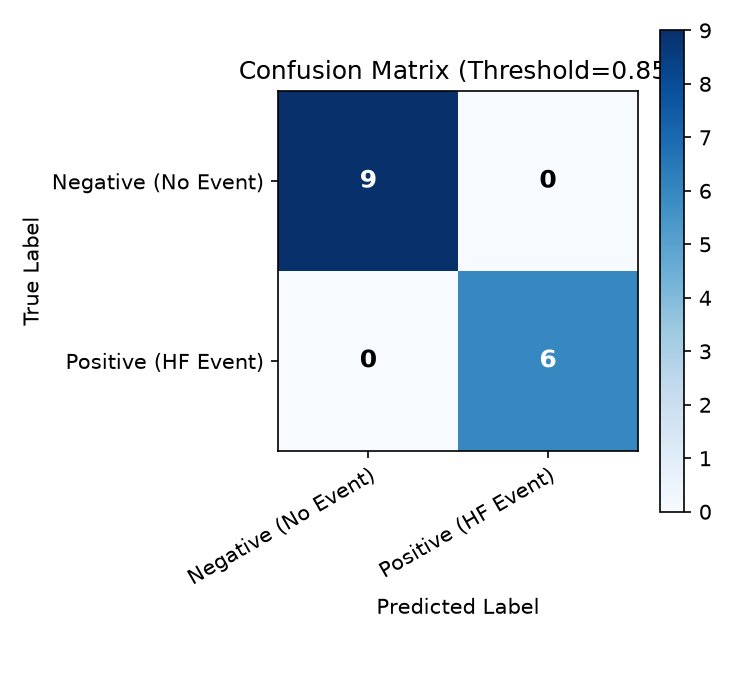 Confusion Matrix (Threshold=0.85
True Label
Negative (No Event)
Positive (HF Event)
9
0
0
6
Negative (No Event)
Positive (HF Event)
Predicted Label
9
8
7
6
5
4
3
2
1
0